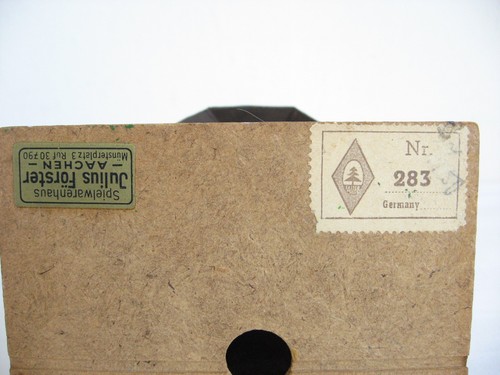 Spielwarenhaus
Julius Förster
— AACHEN —
Münsterplatz 3 Ruf 30790
Nr.
283
Germany